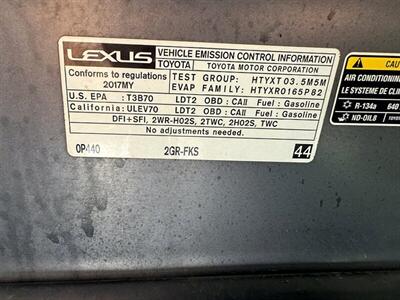 LEXUS VEHICLE EMISSION CONTROL INFORMATION
TOYOTA TOYOTA MOTOR CORPORATION
Conforms to regulations
2017MY
TEST GROUP: HTYXT03.5M5M
EVAP FAMILY: HTYXR0165P82
U.S. EPA : T3B70 LDT2 OBD : CAII Fuel : Gasoline
California: ULEV70 LDT2 OBD : CAII Fuel : Gasoline
DFI+SFI, 2WR-HO2S, 2TWC, 2HO2S, TWC
No adjustments needed.
0P440 2GR-FKS 44
CAU
AIR CONDITIONING
LE SYSTEME DE CLI
R-134a 640
ND-OIL8